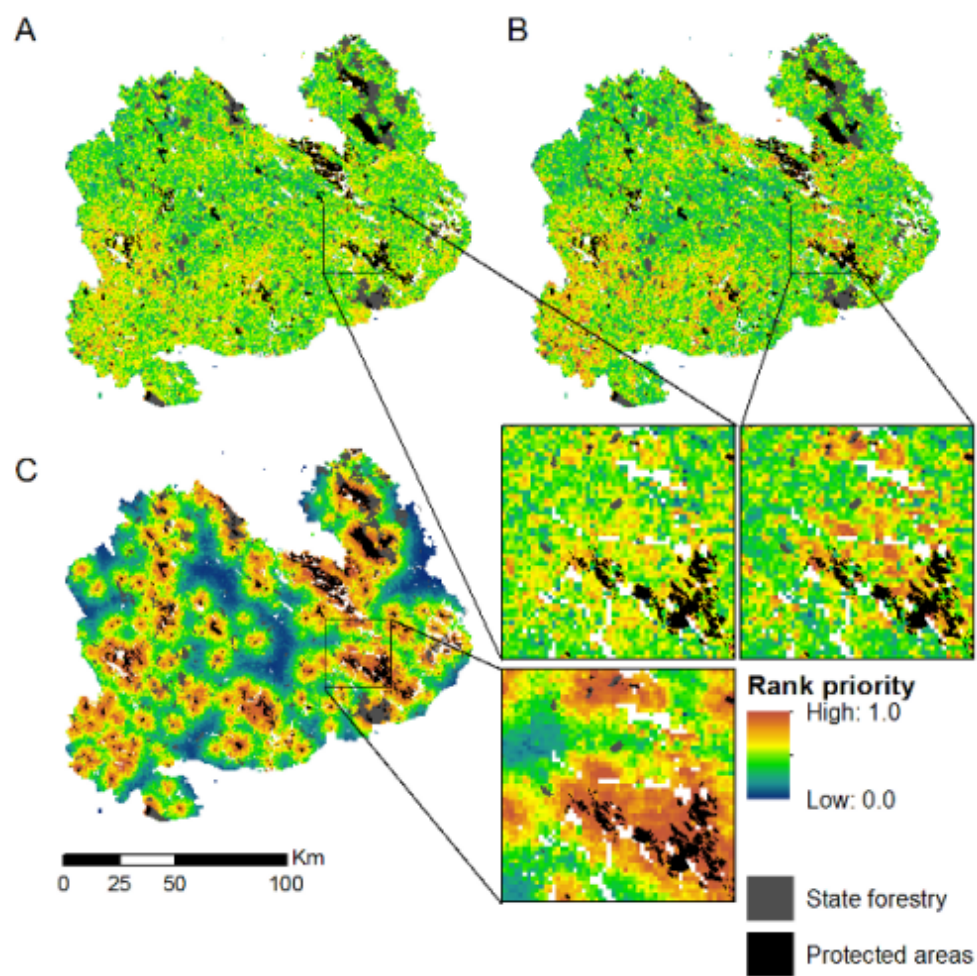 A
B
C
Rank priority
High: 1.0
Low: 0.0
Km
0 25 50 100
State forestry
Protected areas